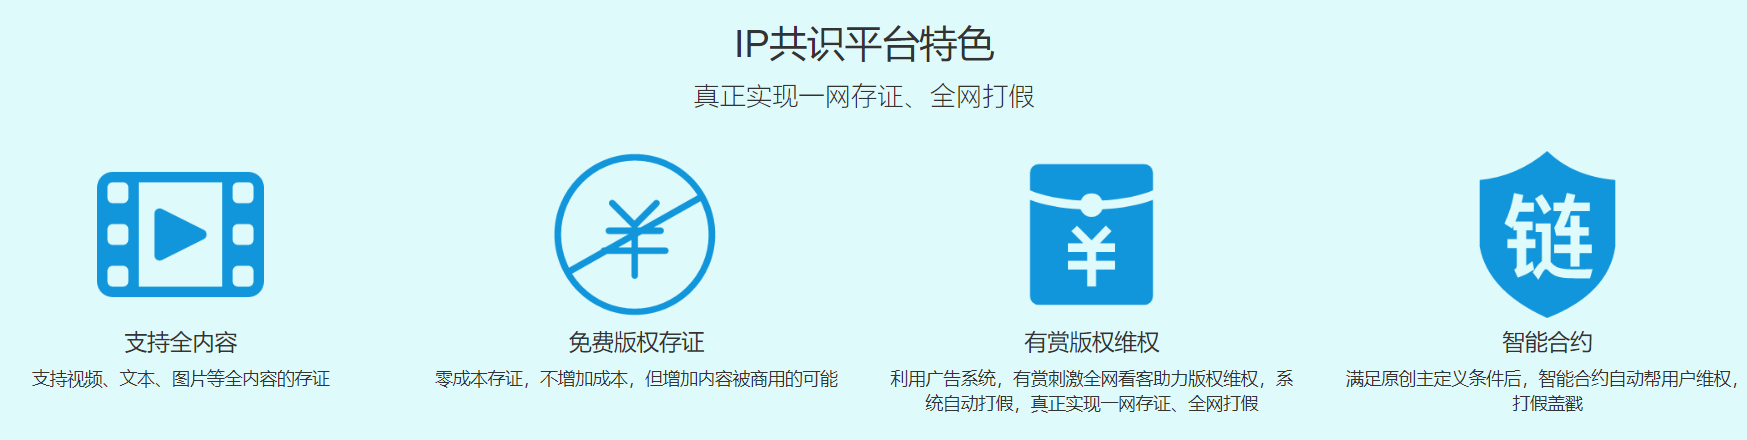 IP共识平台特色
真正实现一网存证、全网打假
¥
链
支持全内容
免费版权存证
有赏版权维权
智能合约
支持视频、文本、图片等全内容的存证
零成本存证，不增加成本，但增加内容被商用的可能
利用广告系统，有赏刺激全网看客助力版权维权，系
统自动打假，真正实现一网存证、全网打假
满足原创主定义条件后，智能合约自动帮用户维权，
打假盖戳